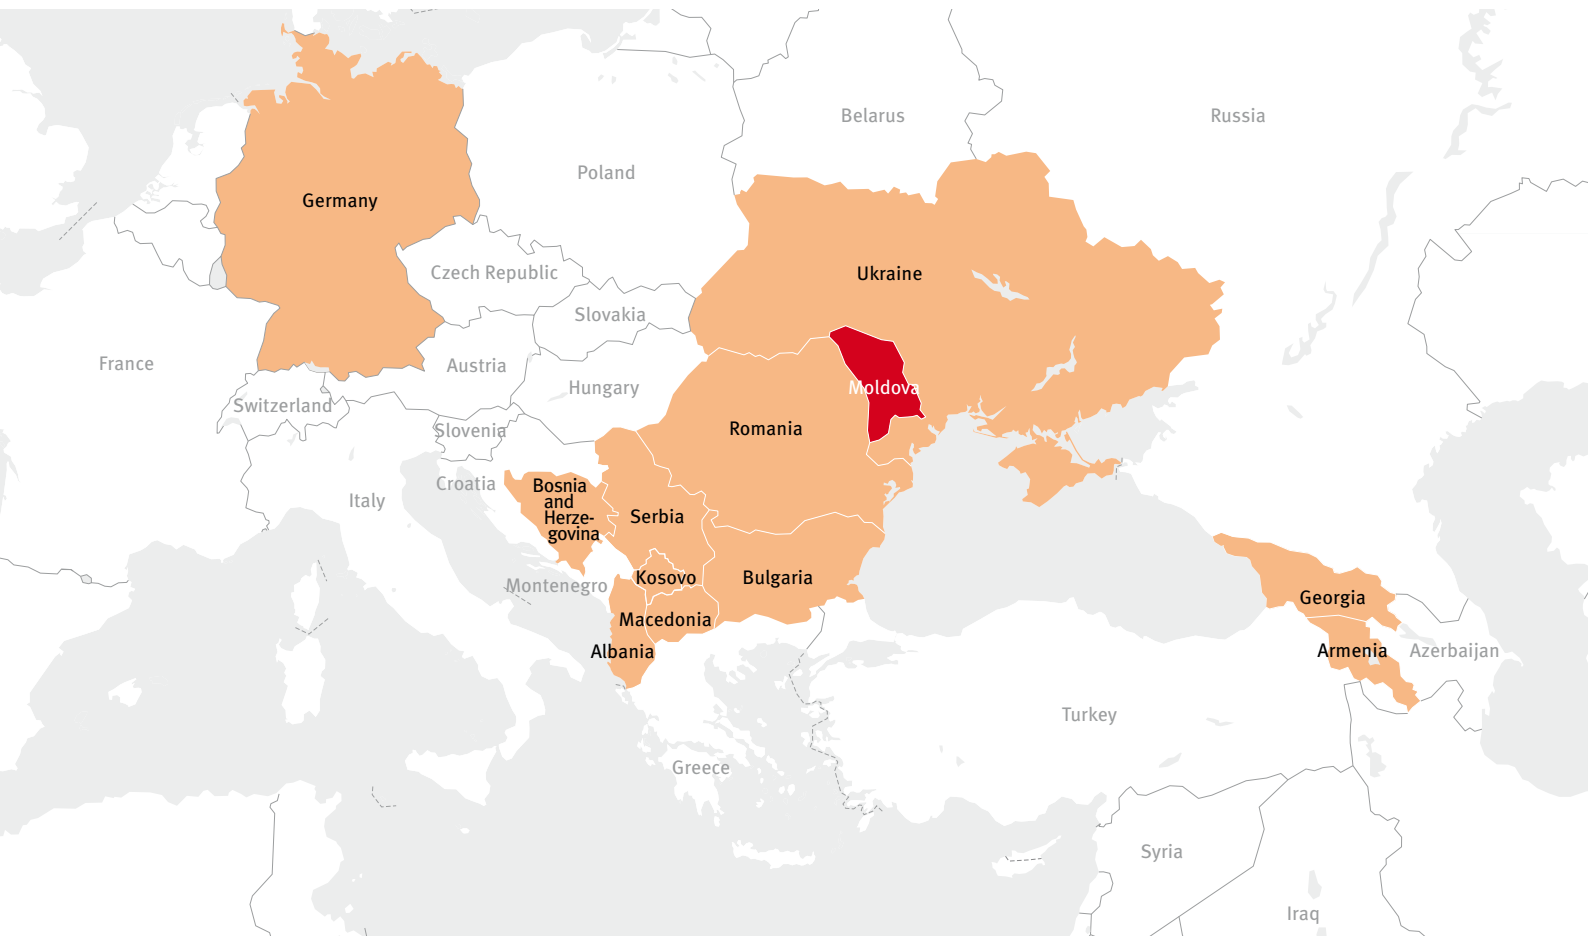 Belarus
Russia
Poland
Germany
Czech Republic
Ukraine
Slovakia
France
Austria
Hungary
Moldova
Switzerland
Slovenia
Romania
Croatia
Italy
Bosnia
and
Herze-
govina
Serbia
Montenegro
Kosovo
Bulgaria
Georgia
Macedonia
Albania
Armenia
Azerbaijan
Turkey
Greece
Syria
Iraq